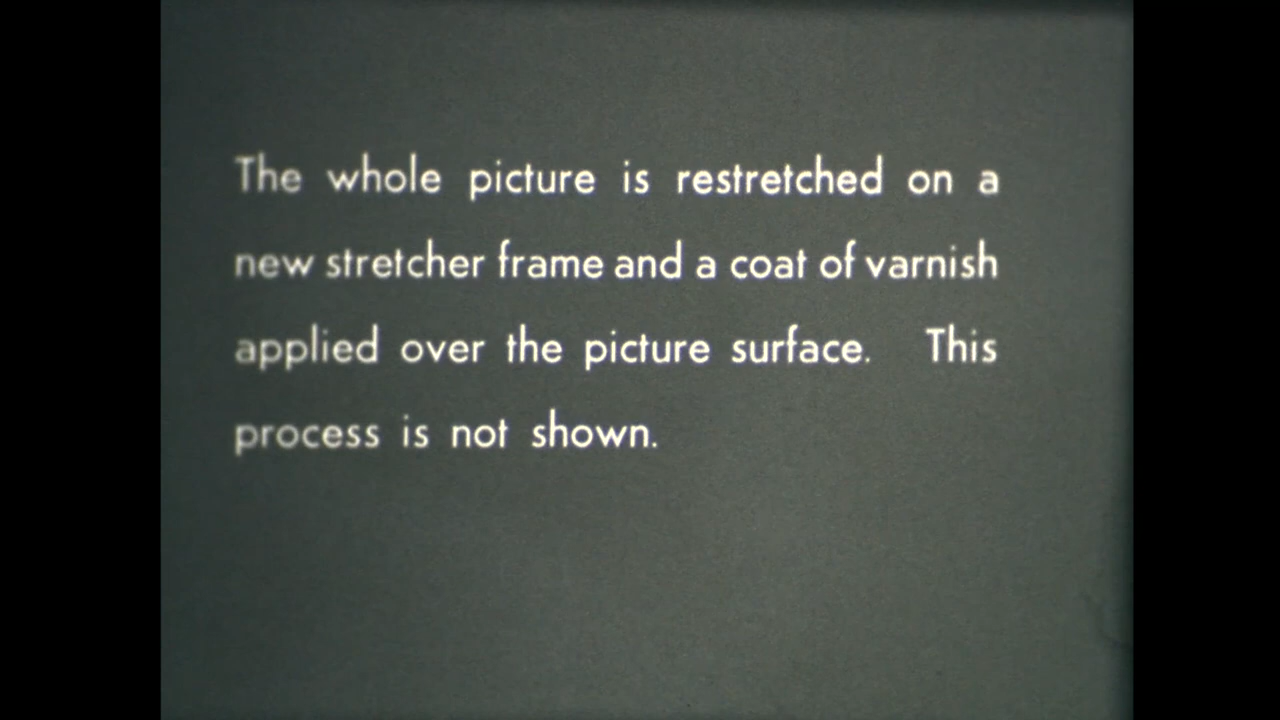 The whole picture is restretched on a
new stretcher frame and a coat of varnish
applied over the picture surface. This
process is not shown.